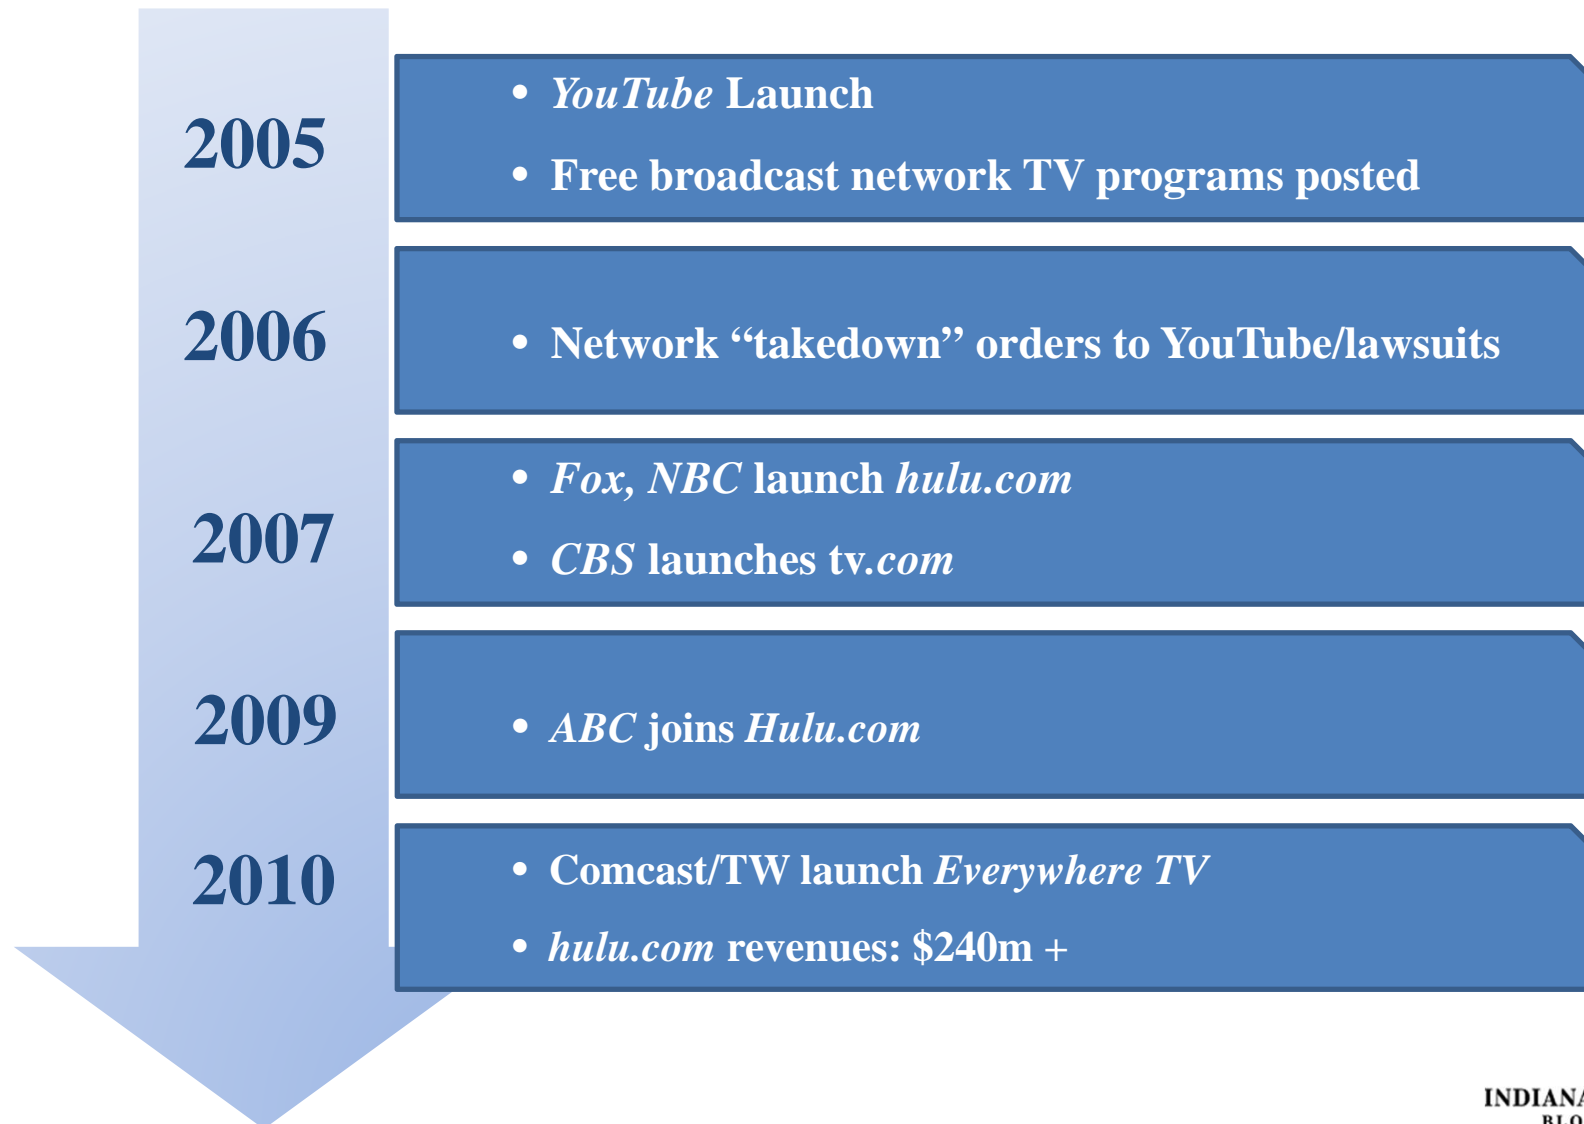 2005
• YouTube Launch
• Free broadcast network TV programs posted
2006
• Network “takedown” orders to YouTube/lawsuits
2007
• Fox, NBC launch hulu.com
• CBS launches tv.com
2009
• ABC joins Hulu.com
2010
• Comcast/TW launch Everywhere TV
• hulu.com revenues: $240m +
INDIANA